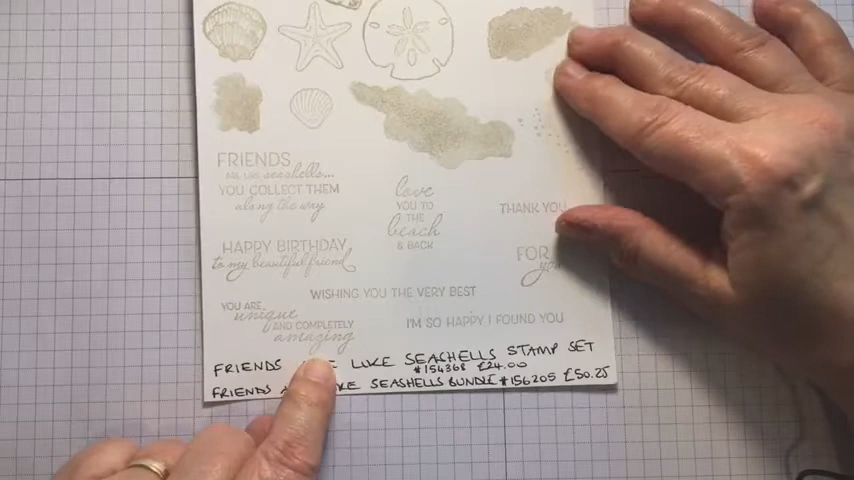 FRIENDS
are like seashells...
YOU COLLECT THEM
along the way
love
YOU TO
THE
beach
& BACK
THANK YOU
HAPPY BIRTHDAY
to my beautiful friend
FOR
you
WISHING YOU THE VERY BEST
YOU ARE
unique
AND COMPLETELY
amazing
I'M SO HAPPY I FOUND YOU
FRIENDS LIKE SEASHELLS STAMP SET
#154368 £24.00
FRIENDS SEASHELLS BUNDLE #156205 £50.25